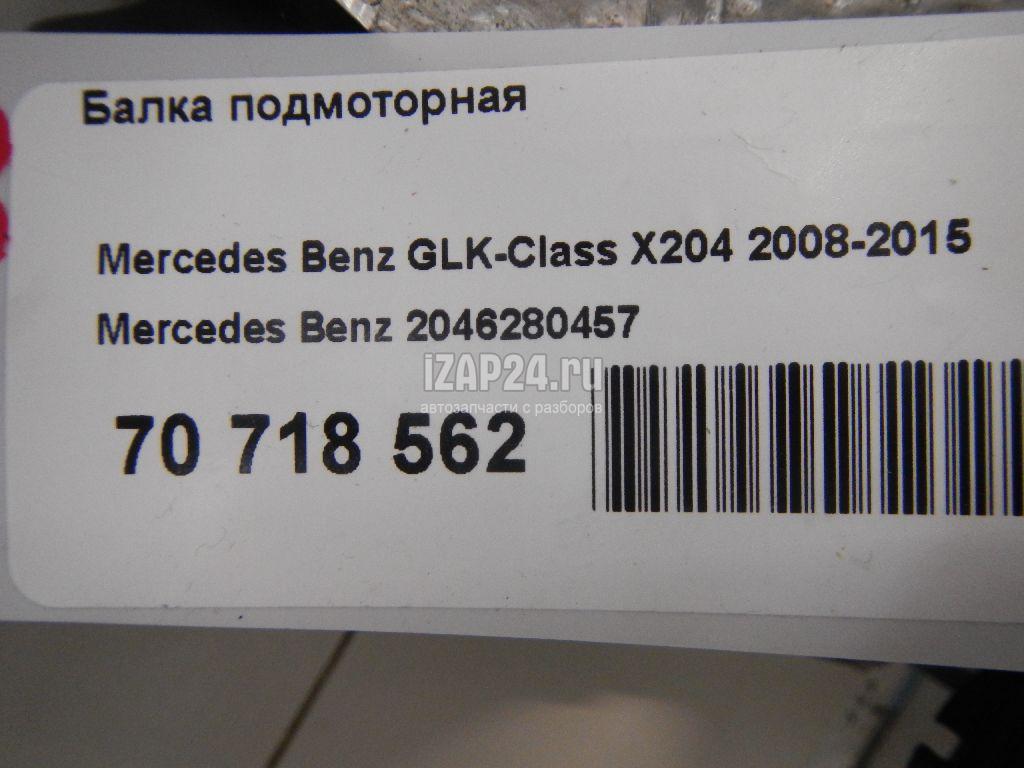 Балка подмоторная
Mercedes Benz GLK-Class X204 2008-2015
Mercedes Benz 2046280457
iZAP24.ru
автозапчасти с разборов
70 718 562